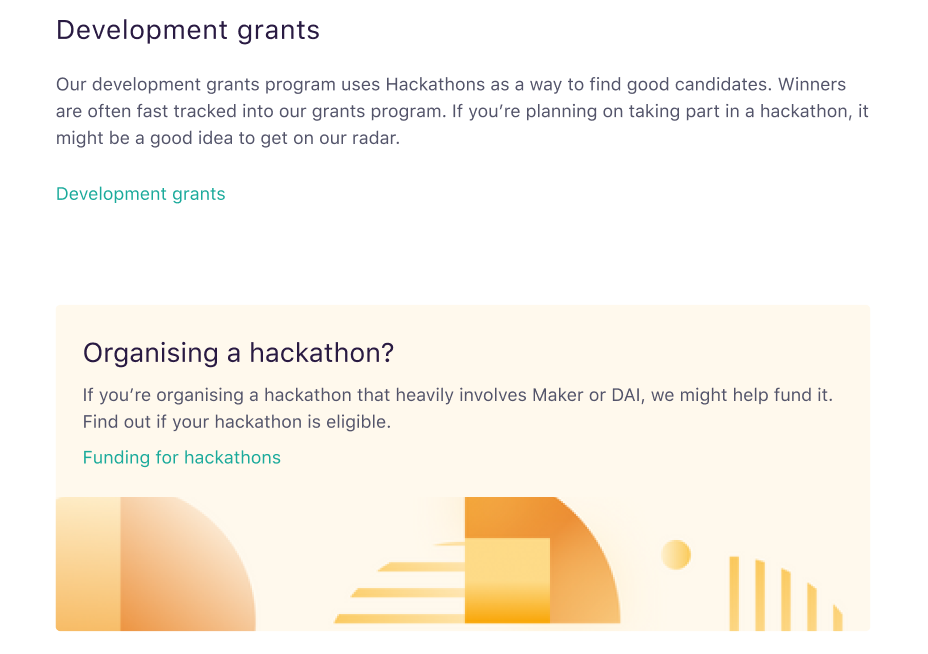 Development grants
Our development grants program uses Hackathons as a way to find good candidates. Winners
are often fast tracked into our grants program. If you’re planning on taking part in a hackathon, it
might be a good idea to get on our radar.
Development grants
Organising a hackathon?
If you’re organising a hackathon that heavily involves Maker or DAI, we might help fund it.
Find out if your hackathon is eligible.
Funding for hackathons